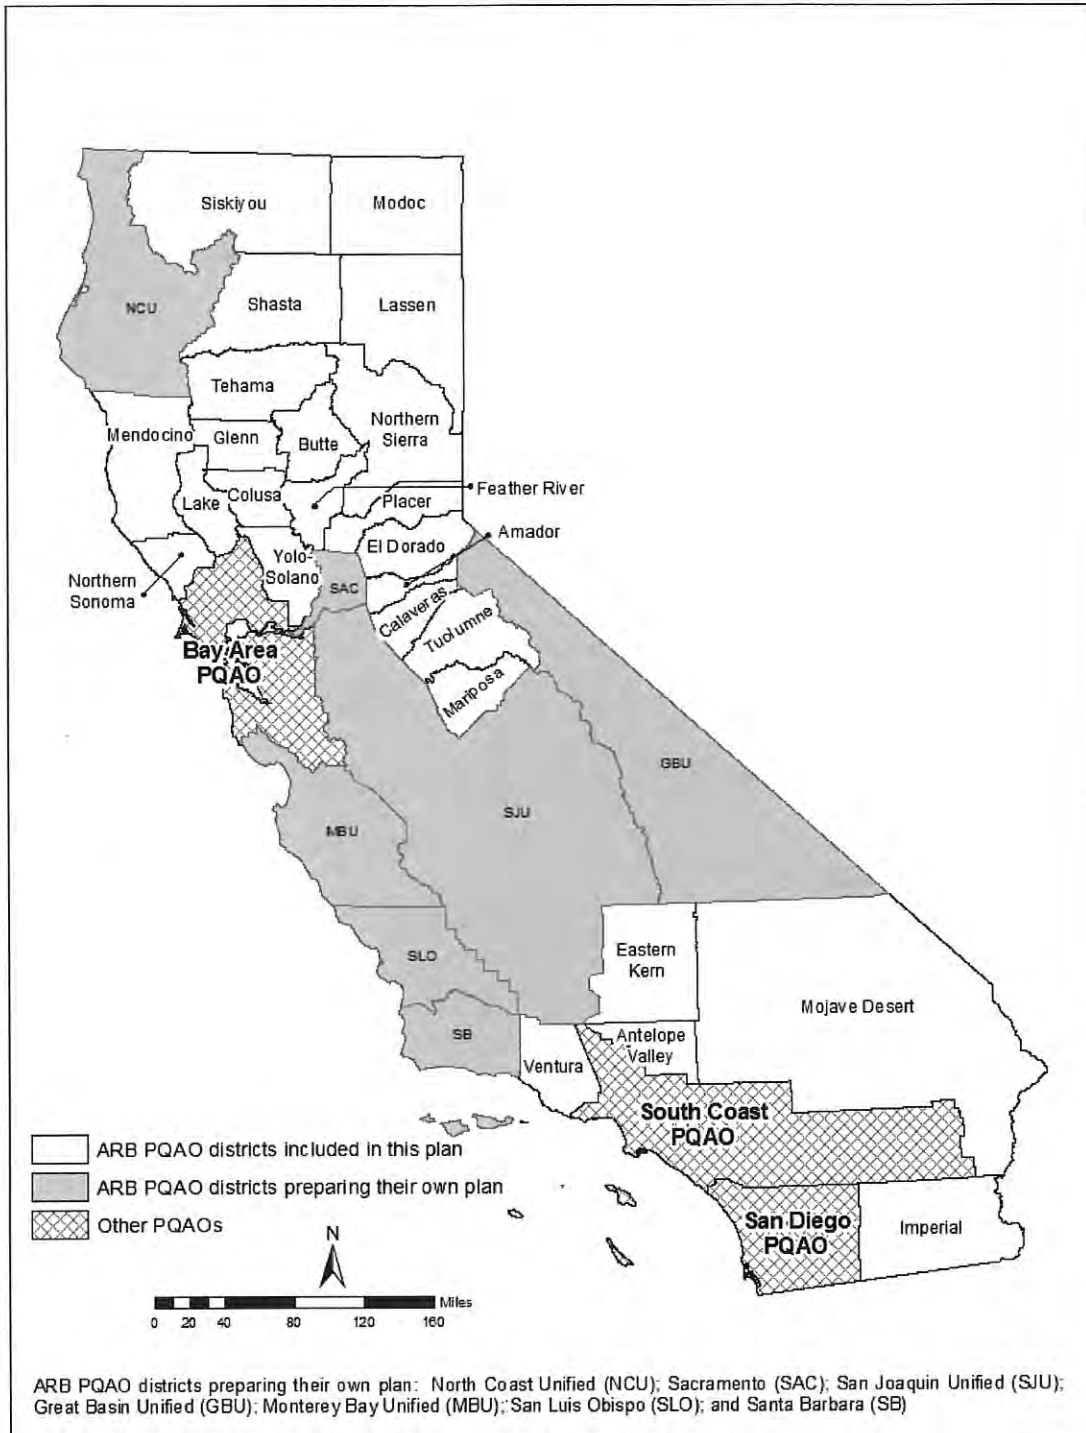 Siskiyou
Modoc
NCU
Shasta
Lassen
Tehama
Mendocino
Glenn
Butte
Northern
Sierra
Lake
Colusa
Placer
Feather River
Amador
El Dorado
Northern
Sonoma
Yolo-
Solano
SAC
Calaveras
Tuolumne
Mariposa
Bay Area
PQAO
GBU
SJU
MBU
SLO
SB
Eastern
Kern
Mojave Desert
Antelope
Valley
Ventura
South Coast
PQAO
San Diego
PQAO
Imperial
ARB PQAO districts included in this plan
ARB PQAO districts preparing their own plan
Other PQAOs
N
Miles
0 20 40 80 120 160
ARB PQAO districts preparing their own plan: North Coast Unified (NCU); Sacramento (SAC); San Joaquin Unified (SJU);
Great Basin Unified (GBU); Monterey Bay Unified (MBU); San Luis Obispo (SLO); and Santa Barbara (SB)